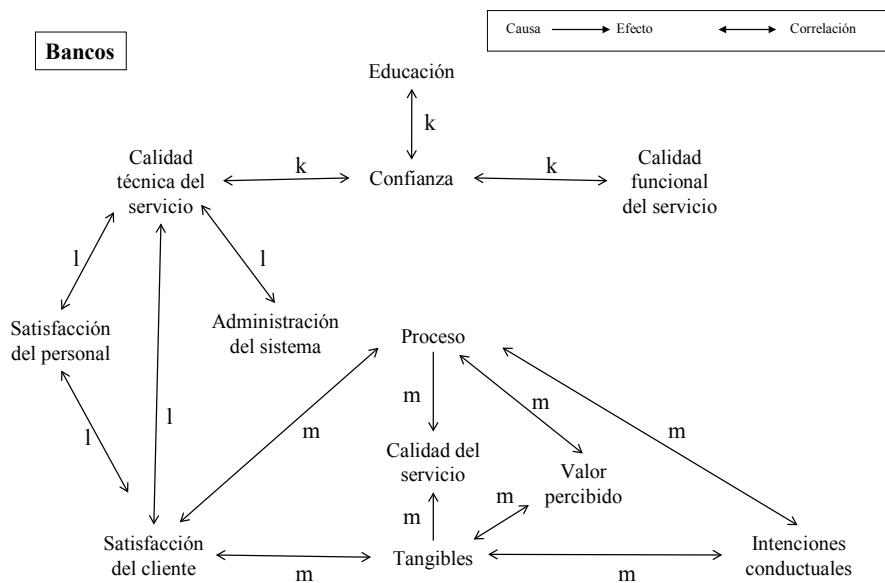 Bancos
Causa Efecto Correlación
Educación
k
Calidad
técnica del
servicio
k
Confianza
k
Calidad
funcional
del servicio
l
l
Satisfacción
del personal
Administración
del sistema
Proceso
l
l
m
m
m
m
Calidad del
servicio
Valor
percibido
m
m
Satisfacción
del cliente
m
Tangibles
m
Intenciones
conductuales